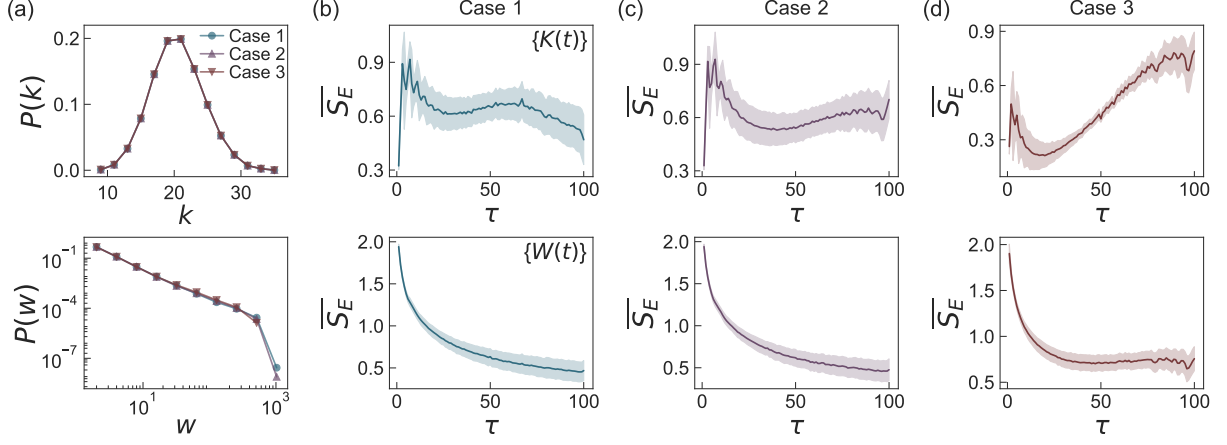 (a)
0.2
0.1
0.0
P(k)
10 20 30
k
Case 1
Case 2
Case 3
10⁻¹
10⁻⁴
10⁻⁷
P(w)
10¹ 10³
w
(b)
Case 1
{K(t)}
0.9
0.6
0.3
S_E
0 50 100
τ
{W(t)}
2.0
1.5
1.0
0.5
S_E
0 50 100
τ
(c)
Case 2
0.9
0.6
0.3
S_E
0 50 100
τ
2.0
1.5
1.0
0.5
S_E
0 50 100
τ
(d)
Case 3
0.9
0.6
0.3
S_E
0 50 100
τ
2.0
1.5
1.0
0.5
S_E
0 50 100
τ